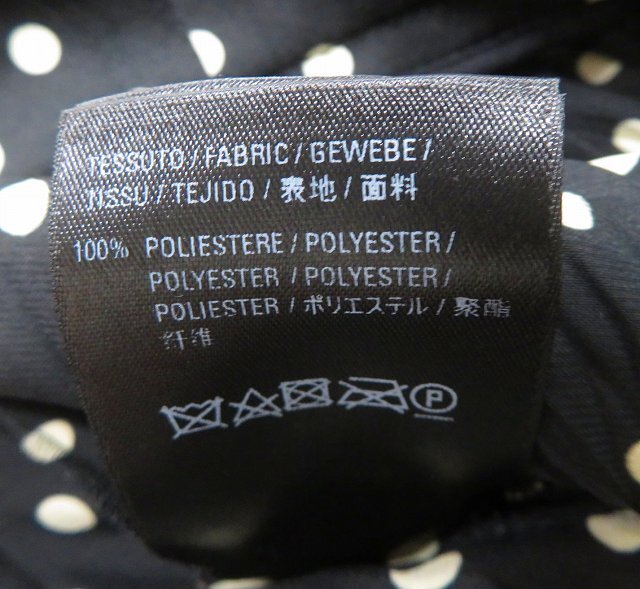 TESSUTO / FABRIC / GEWEBE /
TISSU / TEJIDO / 表地 / 面料
100% POLIESTERE / POLYESTER /
POLYESTER / POLYESTER /
POLIESTER / ポリエステル / 聚酯
纤维
P